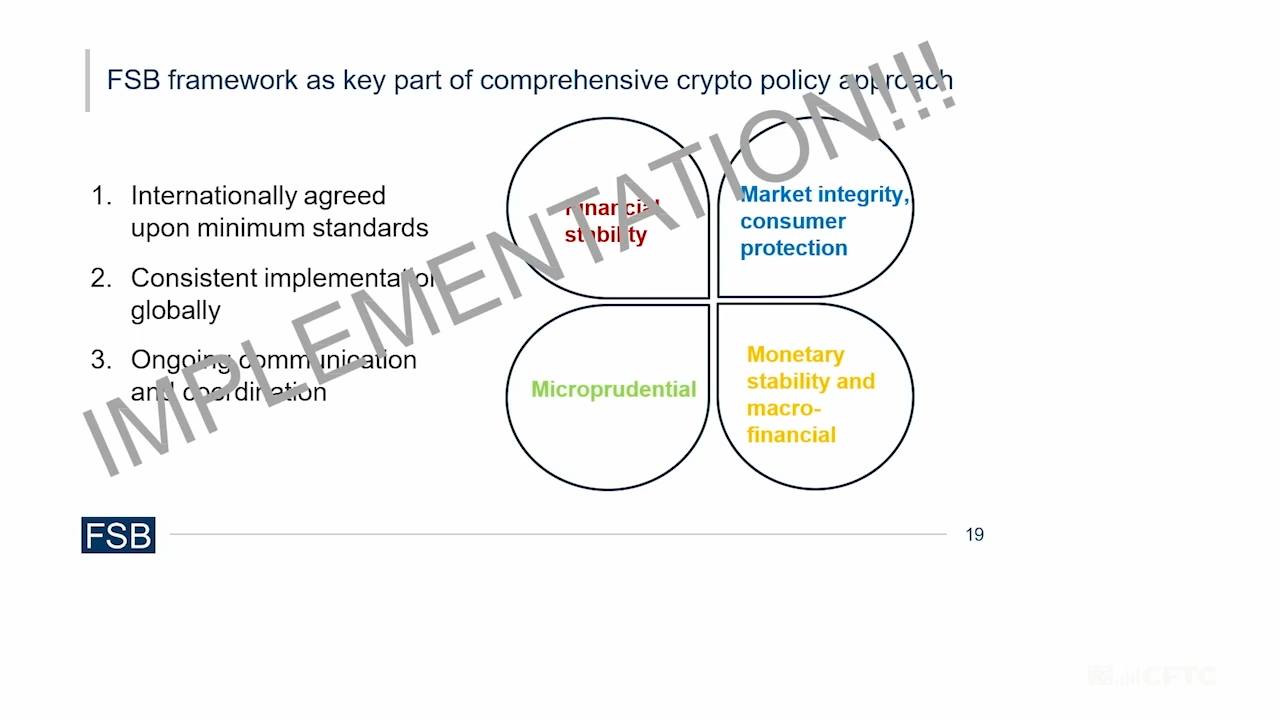 FSB framework as key part of comprehensive crypto policy approach
1. Internationally agreed
upon minimum standards
2. Consistent implementation
globally
3. Ongoing communication
and coordination
IMPLEMENTATION!!!
Financial
stability
Market integrity,
consumer
protection
Microprudential
Monetary
stability and
macro-
financial
FSB
19
CFTC